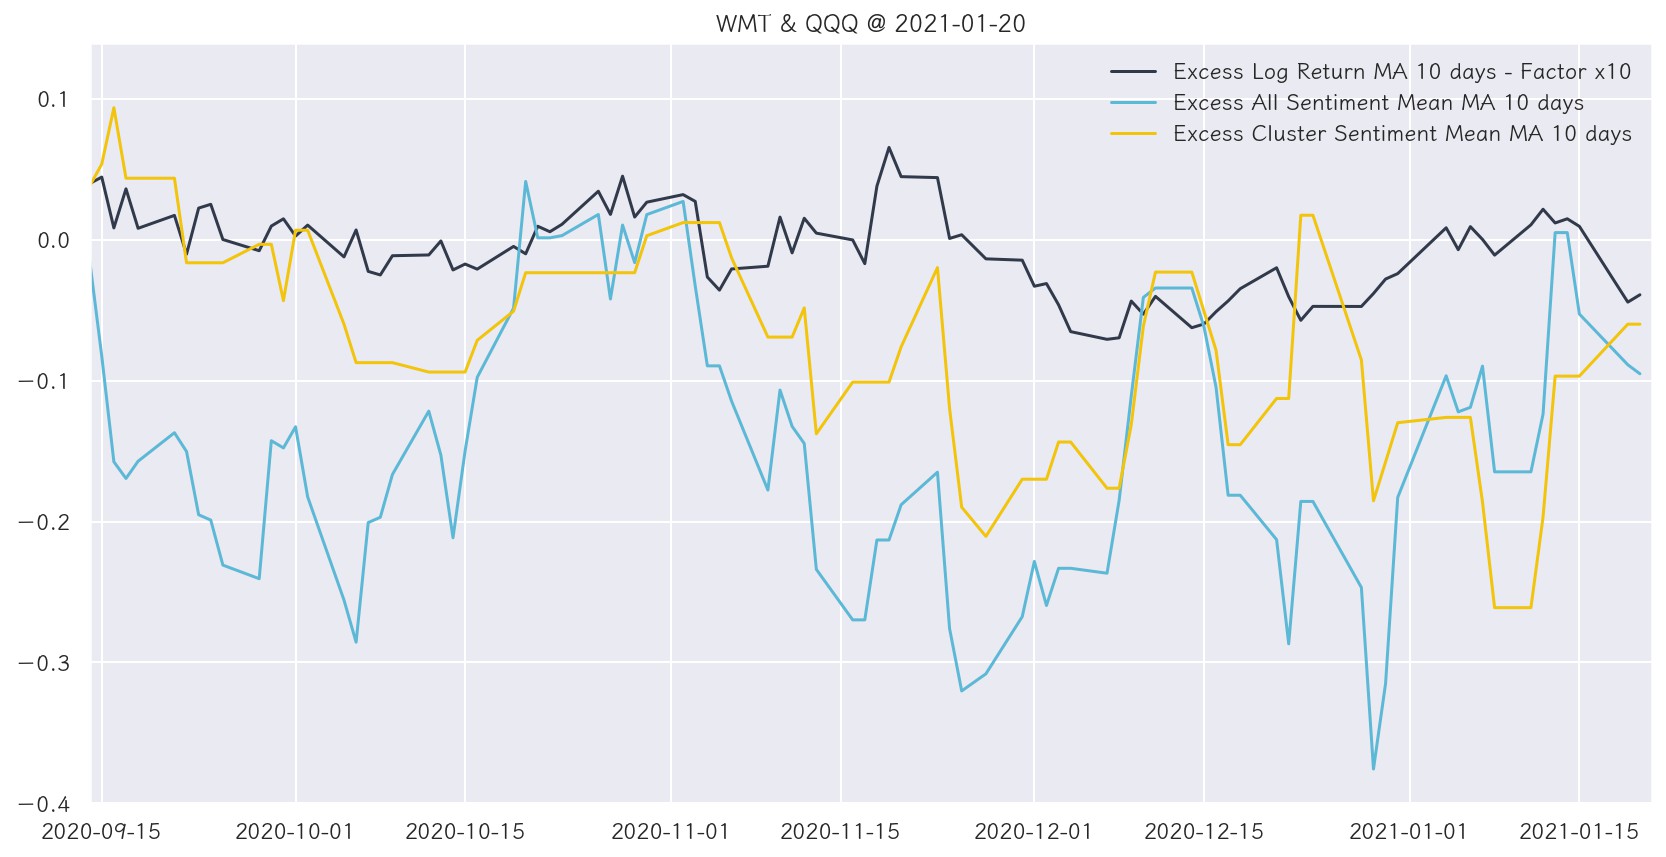 WMT & QQQ @ 2021-01-20
Excess Log Return MA 10 days - Factor x10
Excess All Sentiment Mean MA 10 days
Excess Cluster Sentiment Mean MA 10 days
0.1
0.0
−0.1
−0.2
−0.3
−0.4
2020-09-15 2020-10-01 2020-10-15 2020-11-01 2020-11-15 2020-12-01 2020-12-15 2021-01-01 2021-01-15